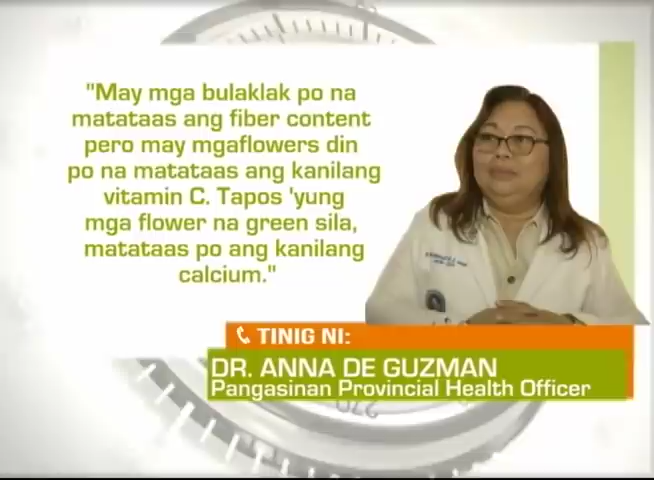 "May mga bulaklak po na
matataas ang fiber content
pero may mgaflowers din
po na matataas ang kanilang
vitamin C. Tapos 'yung
mga flower na green sila,
matataas po ang kanilang
calcium."
TINIG NI:
DR. ANNA DE GUZMAN
Pangasinan Provincial Health Officer
270